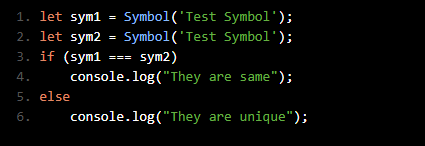 1. let sym1 = Symbol('Test Symbol');
2. let sym2 = Symbol('Test Symbol');
3. if (sym1 === sym2)
4.     console.log("They are same");
5. else
6.     console.log("They are unique");